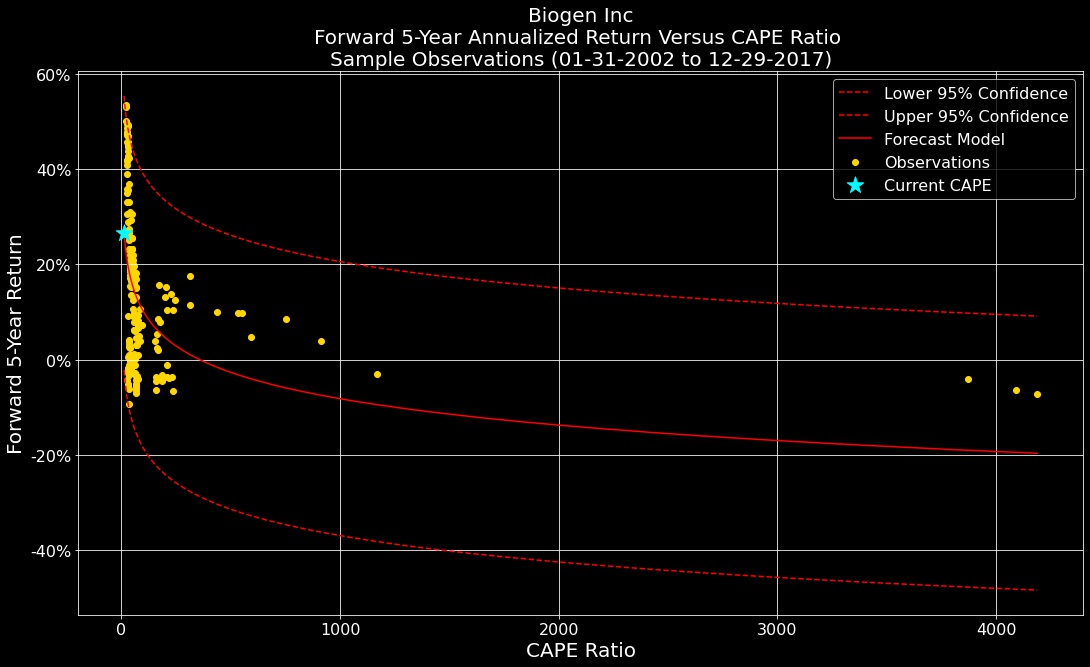 Biogen Inc
Forward 5-Year Annualized Return Versus CAPE Ratio
Sample Observations (01-31-2002 to 12-29-2017)
60%
40%
20%
0%
-20%
-40%
Forward 5-Year Return
Lower 95% Confidence
Upper 95% Confidence
Forecast Model
Observations
Current CAPE
0
1000
2000
3000
4000
CAPE Ratio